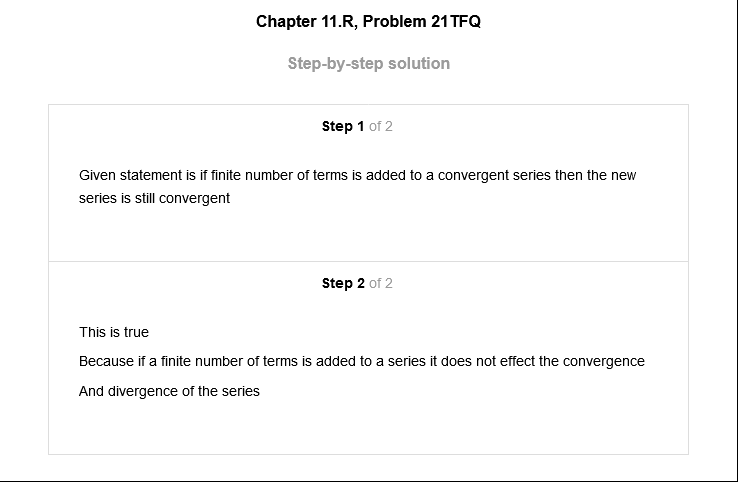 Chapter 11.R, Problem 21TFQ
Step-by-step solution
Step 1 of 2
Given statement is if finite number of terms is added to a convergent series then the new
series is still convergent
Step 2 of 2
This is true
Because if a finite number of terms is added to a series it does not effect the convergence
And divergence of the series